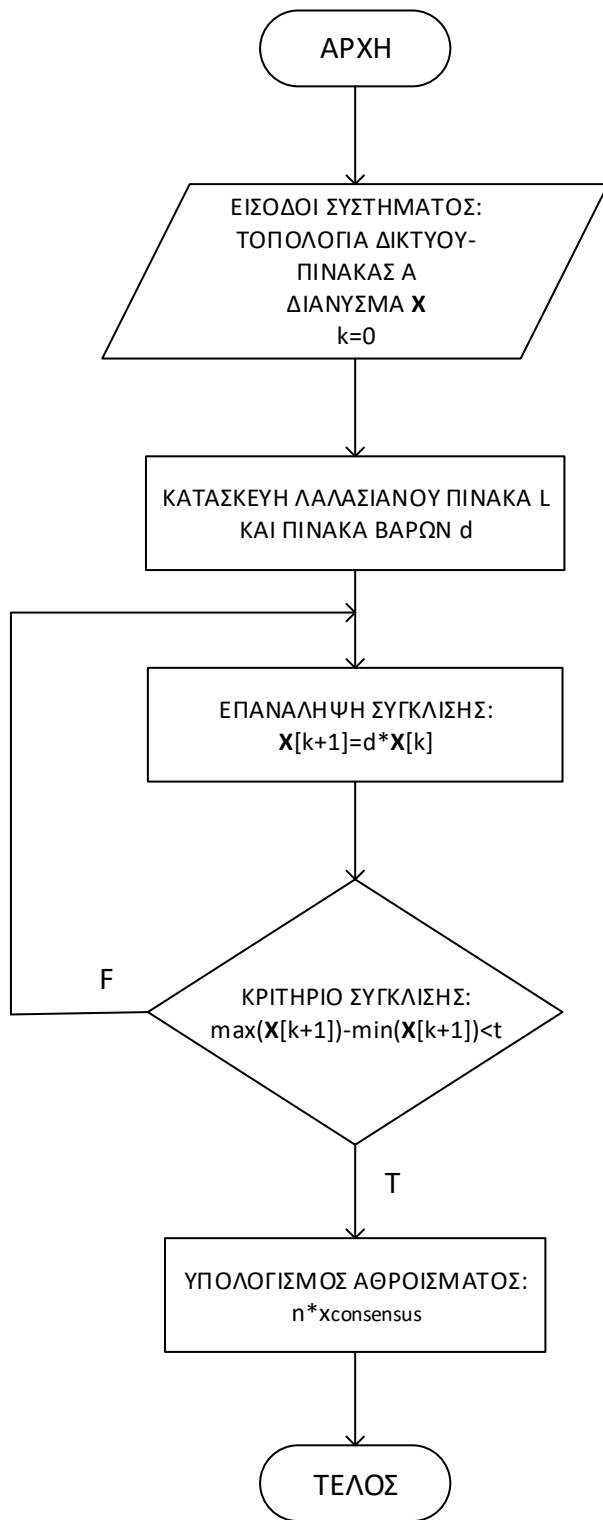 ΑΡΧΗ
ΕΙΣΟΔΟΙ ΣΥΣΤΗΜΑΤΟΣ:
ΤΟΠΟΛΟΓΙΑ ΔΙΚΤΥΟΥ-
ΠΙΝΑΚΑΣ Α
ΔΙΑΝΥΣΜΑ X
k=0
ΚΑΤΑΣΚΕΥΗ ΛΑΛΑΣΙΑΝΟΥ ΠΙΝΑΚΑ L
ΚΑΙ ΠΙΝΑΚΑ ΒΑΡΩΝ d
ΕΠΑΝΑΛΗΨΗ ΣΥΓΚΛΙΣΗΣ:
X[k+1]=d*X[k]
F
ΚΡΙΤΗΡΙΟ ΣΥΓΚΛΙΣΗΣ:
max(X[k+1])-min(X[k+1])<t
T
ΥΠΟΛΟΓΙΣΜΟΣ ΑΘΡΟΙΣΜΑΤΟΣ:
n*xconsensus
ΤΕΛΟΣ